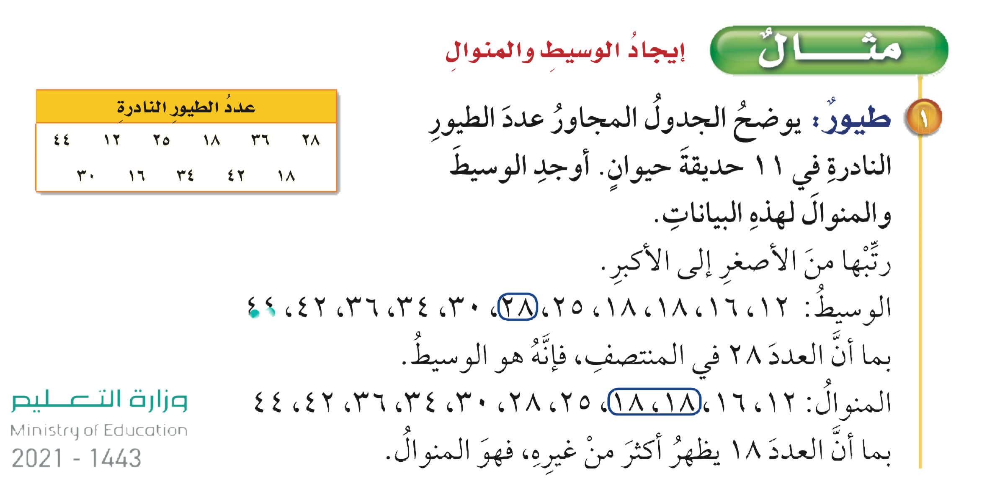 مثـــالٌ
إيجادُ الوسيطِ والمنوالِ
١
طيورٌ: يوضحُ الجدولُ المجاورُ عددَ الطيورِ
النادرةِ في ١١ حديقةَ حيوانٍ. أوجدِ الوسيطَ
والمنوالَ لهذهِ البياناتِ.
عددُ الطيورِ النادرةِ
٢٨ ٣٦ ١٨ ٢٥ ١٢ ٤٤
١٨ ٤٢ ٣٤ ١٦ ٣٠
رتِّبْها منَ الأصغرِ إلى الأكبرِ.
الوسيطُ: ١٢، ١٦، ١٨، ١٨، ٢٥، ٢٨، ٣٠، ٣٤، ٣٦، ٤٢، ٤٤
بما أنَّ العددَ ٢٨ في المنتصفِ، فإنَّهُ هو الوسيطُ.
المنوالُ: ١٢، ١٦، ١٨، ١٨، ٢٥، ٢٨، ٣٠، ٣٤، ٣٦، ٤٢، ٤٤
بما أنَّ العددَ ١٨ يظهرُ أكثرَ منْ غيرِهِ، فهوَ المنوالُ.
وزارة التعليم
Ministry of Education
2021 - 1443